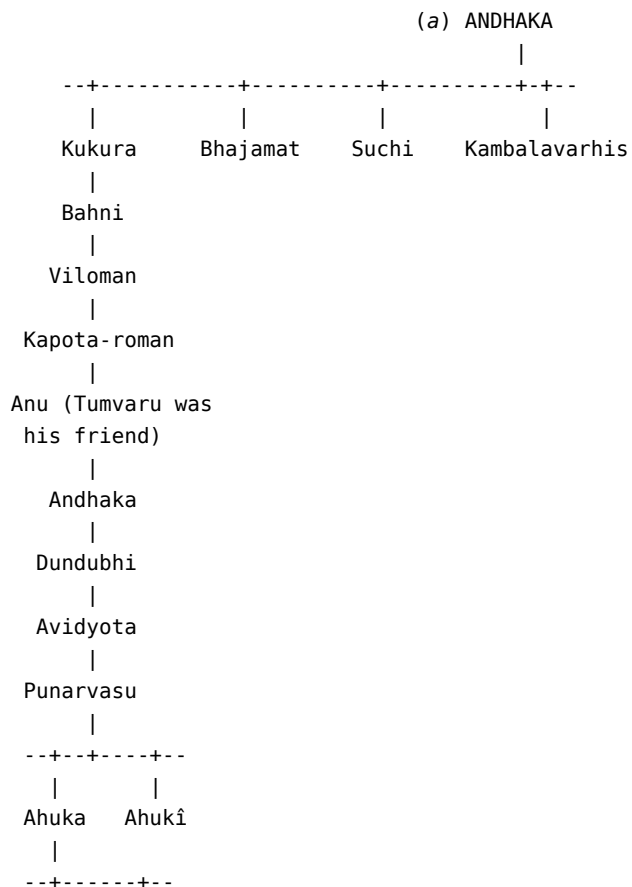 (a) ANDHAKA
|
--+-----------+----------+----------+-+--
| | | |
Kukura Bhajamat Suchi Kambalavarhis
|
Bahni
|
Viloman
|
Kapota-roman
|
Anu (Tumvaru was
his friend)
|
Andhaka
|
Dundubhi
|
Avidyota
|
Punarvasu
|
--+--+----+--
| |
Ahuka Ahukî
|
--+------+--